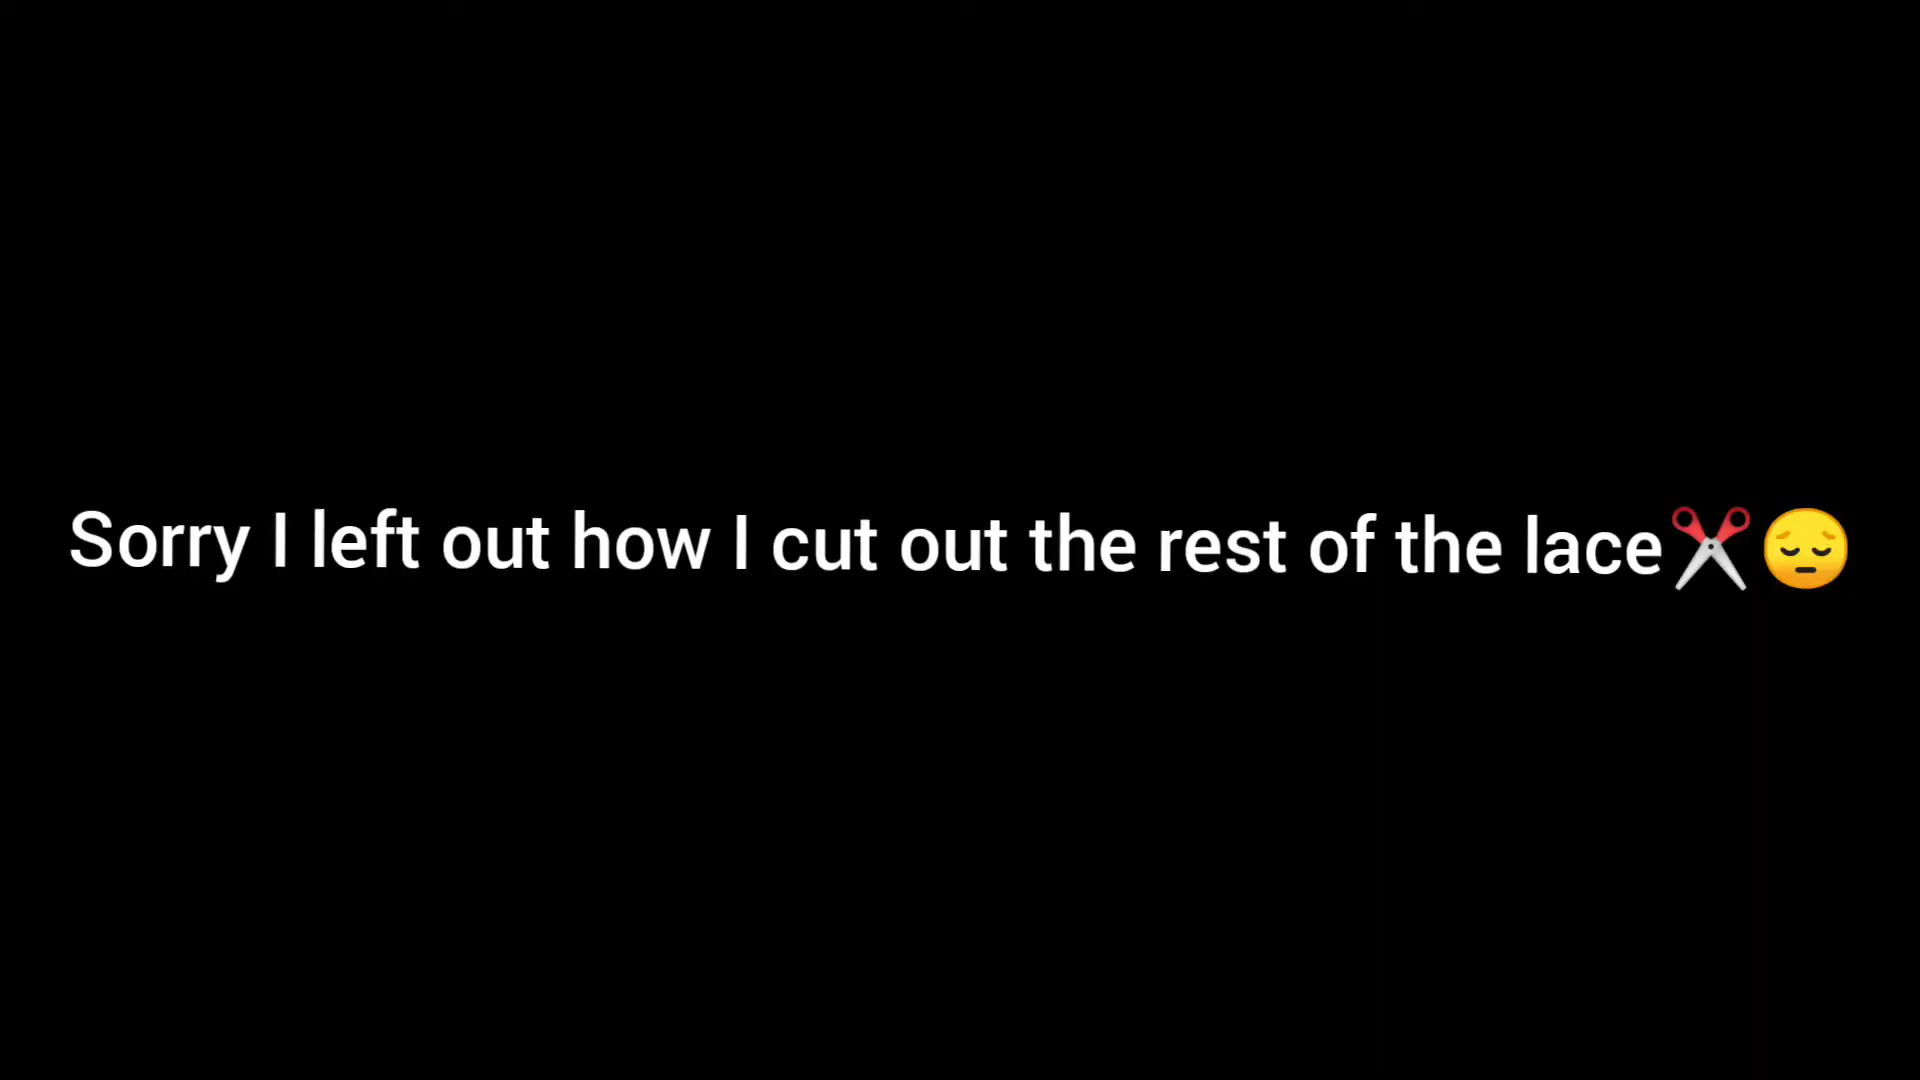 Sorry I left out how I cut out the rest of the lace✂️😔